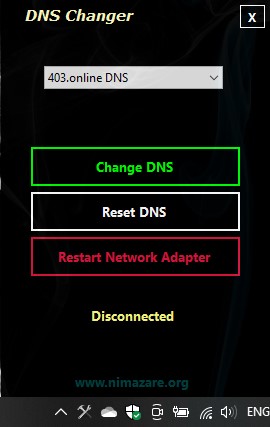 DNS Changer
X
403.online DNS
Change DNS
Reset DNS
Restart Network Adapter
Disconnected
www.nimazare.org
ENG